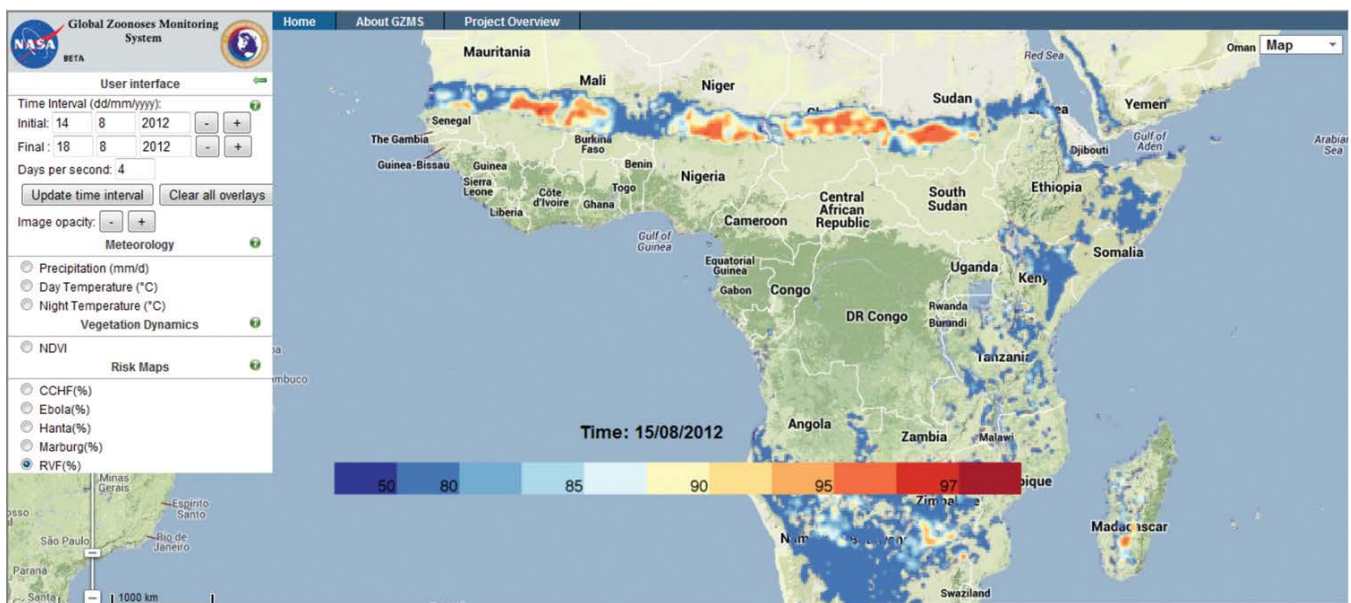 Global Zoonoses Monitoring
System
NASA
BETA
Home
About GZMS
Project Overview
User interface
Time Interval (dd/mm/yyyy):
Initial: 14 8 2012 - +
Final : 18 8 2012 - +
Days per second: 4
Update time interval Clear all overlays
Image opacity: - +
Meteorology
Precipitation (mm/d)
Day Temperature (°C)
Night Temperature (°C)
Vegetation Dynamics
NDVI
Risk Maps
CCHF(%)
Ebola(%)
Hanta(%)
Marburg(%)
RVF(%)
Map
Oman
Red Sea
Mauritania
Mali
Niger
Sudan
Yemen
Senegal
The Gambia
Burkina
Faso
Djibouti
Gulf of
Aden
Arabian
Sea
Guinea-Bissau
Guinea
Benin
Nigeria
Sierra
Leone
Côte
d'Ivoire
Togo
Ghana
Liberia
Central
African
Republic
South
Sudan
Ethiopia
Cameroon
Gulf of
Guinea
Somalia
Equatorial
Guinea
Uganda
Keny
Gabon
Congo
DR Congo
Rwanda
Burundi
Tanzania
mbuco
Angola
Time: 15/08/2012
Zambia
Malawi
50 80 85 90 95 97
bique
Minas
Gerais
Espírito
Santo
São Paulo
Rio de
Janeiro
Madagascar
Paraná
Santa
1000 km
Swaziland